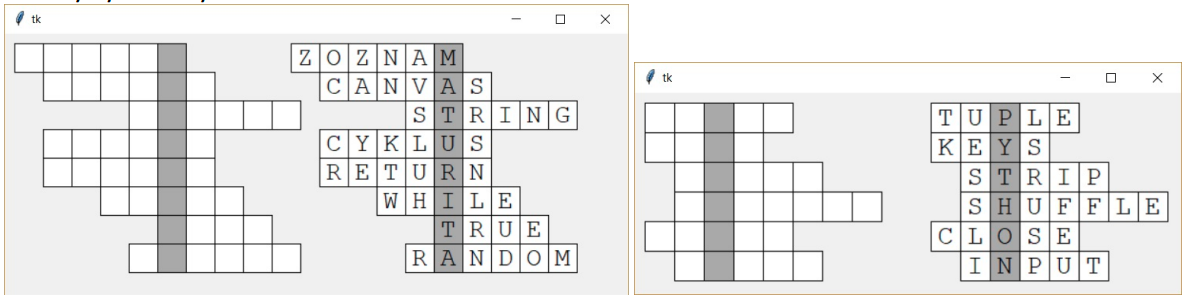 tk
ZOZNAM
CANVAS
STRING
CYKLUS
RETURN
WHILE
TRUE
RANDOM
tk
TUPLE
KEYS
STRIP
SHUFFLE
CLOSE
INPUT